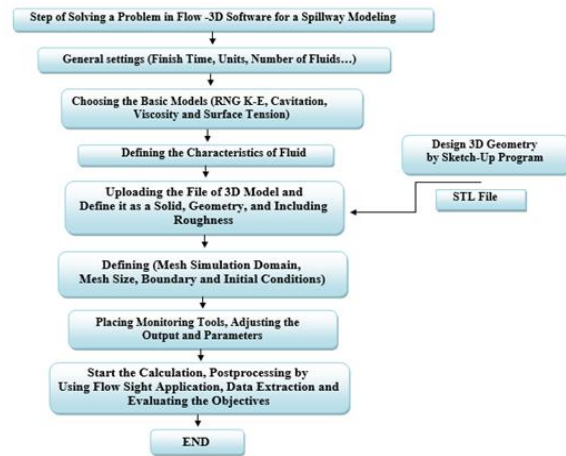 Step of Solving a Problem in Flow -3D Software for a Spillway Modeling
General settings (Finish Time, Units, Number of Fluids...)
Choosing the Basic Models (RNG K-E, Cavitation,
Viscosity and Surface Tension)
Defining the Characteristics of Fluid
Design 3D Geometry
by Sketch-Up Program
STL File
Uploading the File of 3D Model and
Define it as a Solid, Geometry, and Including
Roughness
Defining (Mesh Simulation Domain,
Mesh Size, Boundary and Initial Conditions)
Placing Monitoring Tools, Adjusting the
Output and Parameters
Start the Calculation, Postprocessing by
Using Flow Sight Application, Data Extraction and
Evaluating the Objectives
END